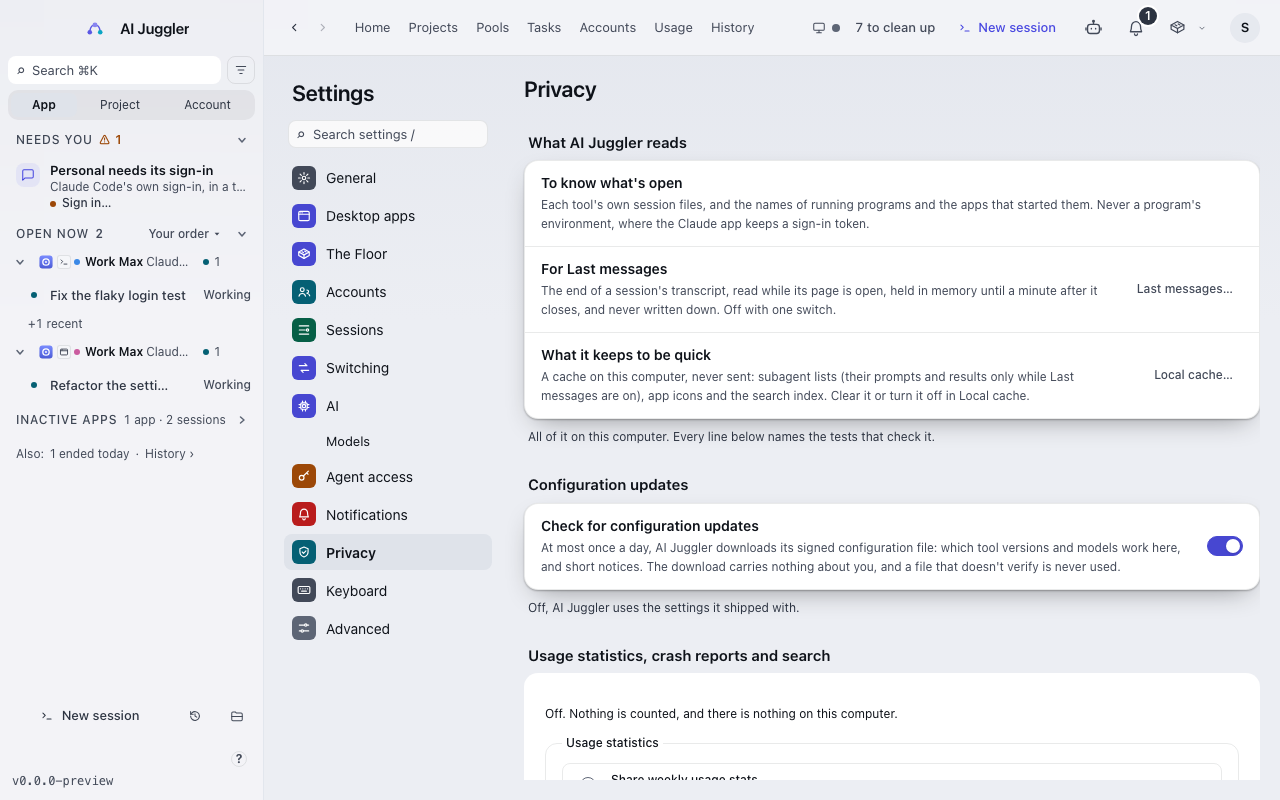 AI Juggler
Search ⌘K
App
Project
Account
NEEDS YOU 1
Personal needs its sign-in
Claude Code's own sign-in, in a t…
Sign in…
OPEN NOW 2 Your order
Work Max Claud… 1
Fix the flaky login test Working
+1 recent
Work Max Claud… 1
Refactor the setti… Working
INACTIVE APPS 1 app · 2 sessions
Also: 1 ended today · History ›
New session
?
v0.0.0-preview
Home
Projects
Pools
Tasks
Accounts
Usage
History
7 to clean up
New session
1
S
Settings
Search settings /
General
Desktop apps
The Floor
Accounts
Sessions
Switching
AI
Models
Agent access
Notifications
Privacy
Keyboard
Advanced
Privacy
What AI Juggler reads
To know what's open
Each tool's own session files, and the names of running programs and the apps that started them. Never a program's
environment, where the Claude app keeps a sign-in token.
For Last messages
The end of a session's transcript, read while its page is open, held in memory until a minute after it
closes, and never written down. Off with one switch.
Last messages…
What it keeps to be quick
A cache on this computer, never sent: subagent lists (their prompts and results only while Last
messages are on), app icons and the search index. Clear it or turn it off in Local cache.
Local cache…
All of it on this computer. Every line below names the tests that check it.
Configuration updates
Check for configuration updates
At most once a day, AI Juggler downloads its signed configuration file: which tool versions and models work here,
and short notices. The download carries nothing about you, and a file that doesn't verify is never used.
Off, AI Juggler uses the settings it shipped with.
Usage statistics, crash reports and search
Off. Nothing is counted, and there is nothing on this computer.
Usage statistics
Share weekly usage stats